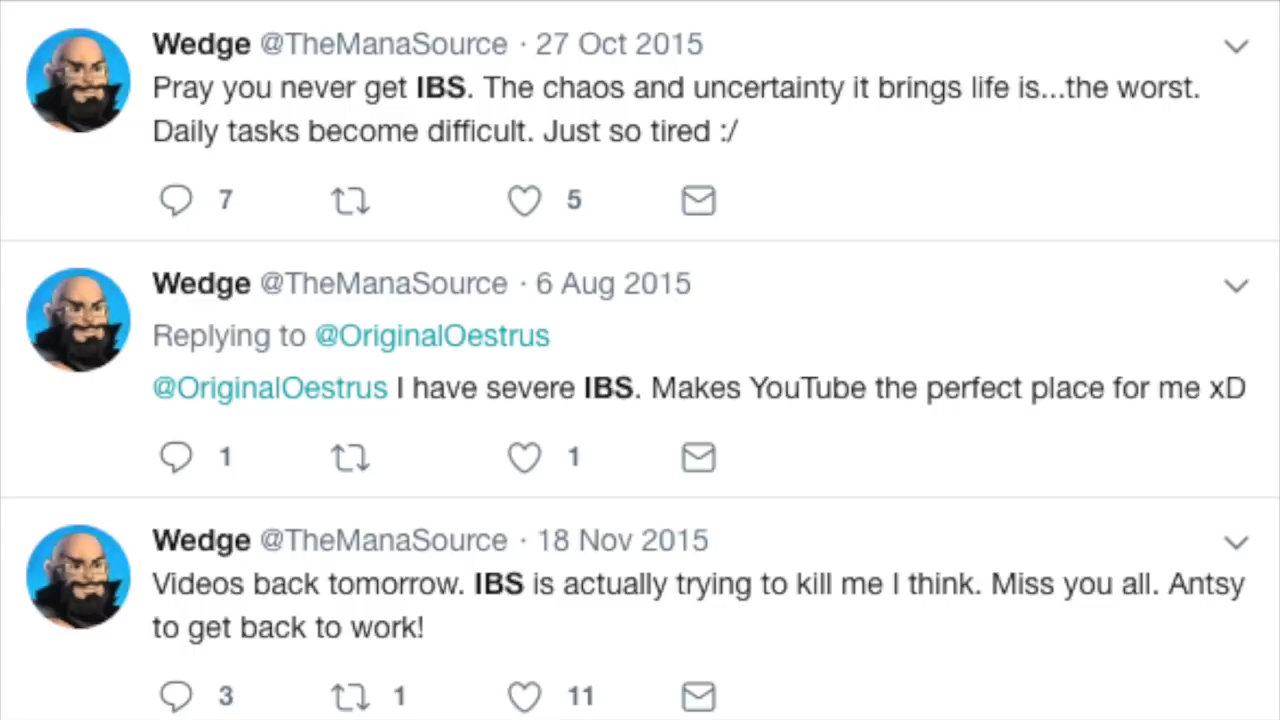 Wedge @TheManaSource · 27 Oct 2015
Pray you never get IBS. The chaos and uncertainty it brings life is...the worst.
Daily tasks become difficult. Just so tired :/
7 5
Wedge @TheManaSource · 6 Aug 2015
Replying to @OriginalOestrus
@OriginalOestrus I have severe IBS. Makes YouTube the perfect place for me xD
1 1
Wedge @TheManaSource · 18 Nov 2015
Videos back tomorrow. IBS is actually trying to kill me I think. Miss you all. Antsy
to get back to work!
3 1 11